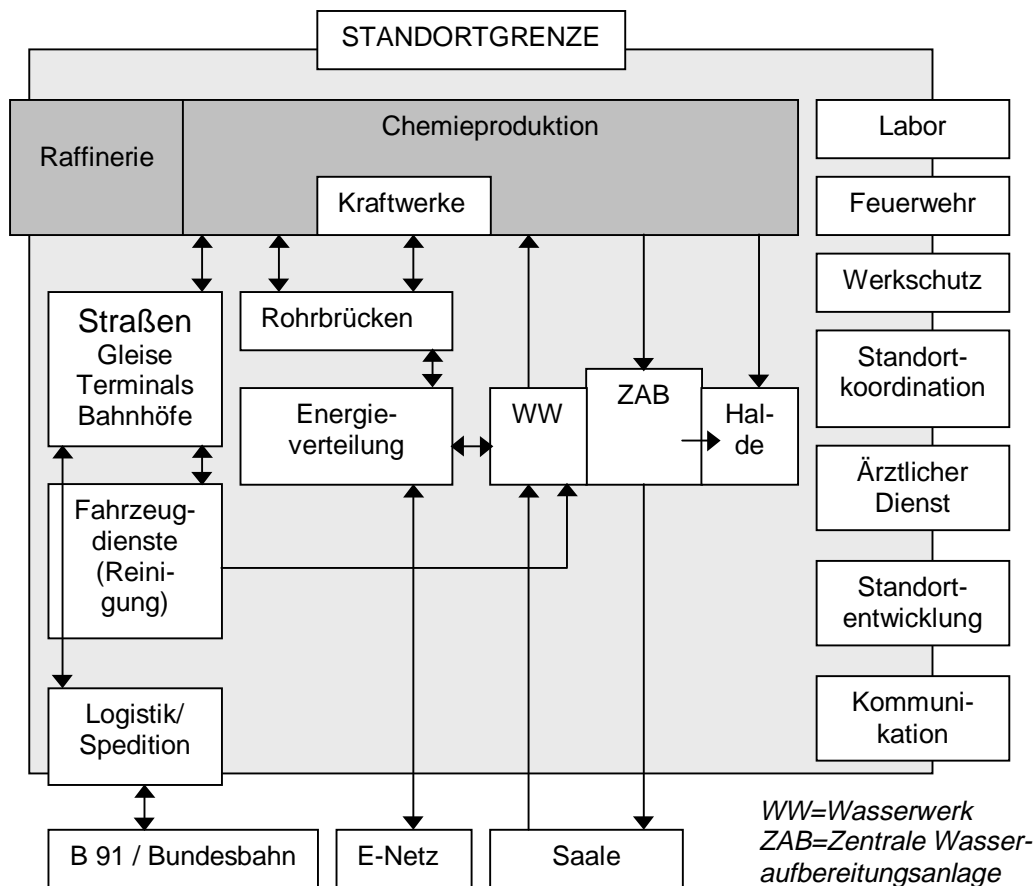 STANDORTGRENZE
Raffinerie
Chemieproduktion
Kraftwerke
Labor
Feuerwehr
Werkschutz
Standort-
koordination
Ärztlicher
Dienst
Standort-
entwicklung
Kommuni-
kation
Straßen
Gleise
Terminals
Bahnhöfe
Rohrbrücken
Energie-
verteilung
WW
ZAB
Hal-
de
Fahrzeug-
dienste
(Reini-
gung)
Logistik/
Spedition
B 91 / Bundesbahn
E-Netz
Saale
WW=Wasserwerk
ZAB=Zentrale Wasser-
aufbereitungsanlage